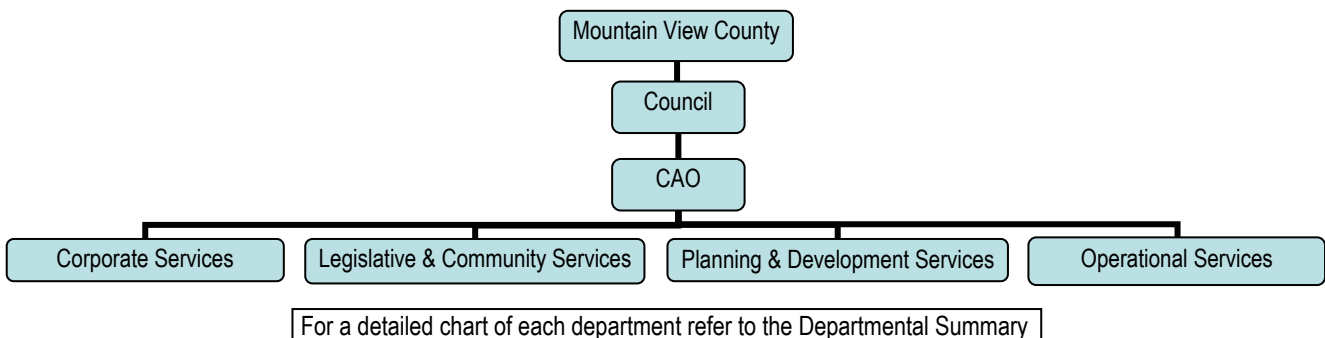 Mountain View County
Council
CAO
Corporate Services
Legislative & Community Services
Planning & Development Services
Operational Services
For a detailed chart of each department refer to the Departmental Summary